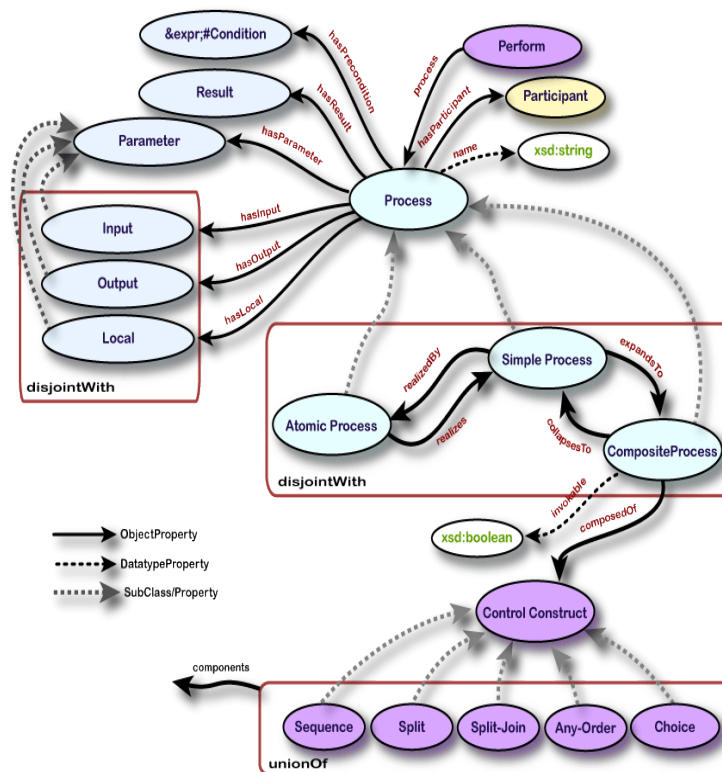 &expr;#Condition
hasPrecondition
Perform
process
Result
hasResult
hasParticipant
Participant
Parameter
hasParameter
name
xsd:string
Process
Input
hasInput
Output
hasOutput
Local
hasLocal
disjointWith
Simple Process
realizedBy
expandsTo
Atomic Process
realizes
collapsesTo
CompositeProcess
disjointWith
invokable
composedOf
xsd:boolean
ObjectProperty
DatatypeProperty
SubClass/Property
Control Construct
components
Sequence
Split
Split-Join
Any-Order
Choice
unionOf